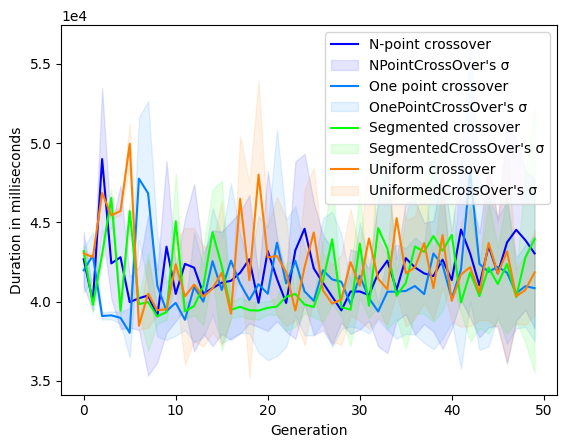 1e4
5.5
5.0
4.5
4.0
3.5
Duration in milliseconds
N-point crossover
NPointCrossOver's σ
One point crossover
OnePointCrossOver's σ
Segmented crossover
SegmentedCrossOver's σ
Uniform crossover
UniformedCrossOver's σ
0 10 20 30 40 50
Generation